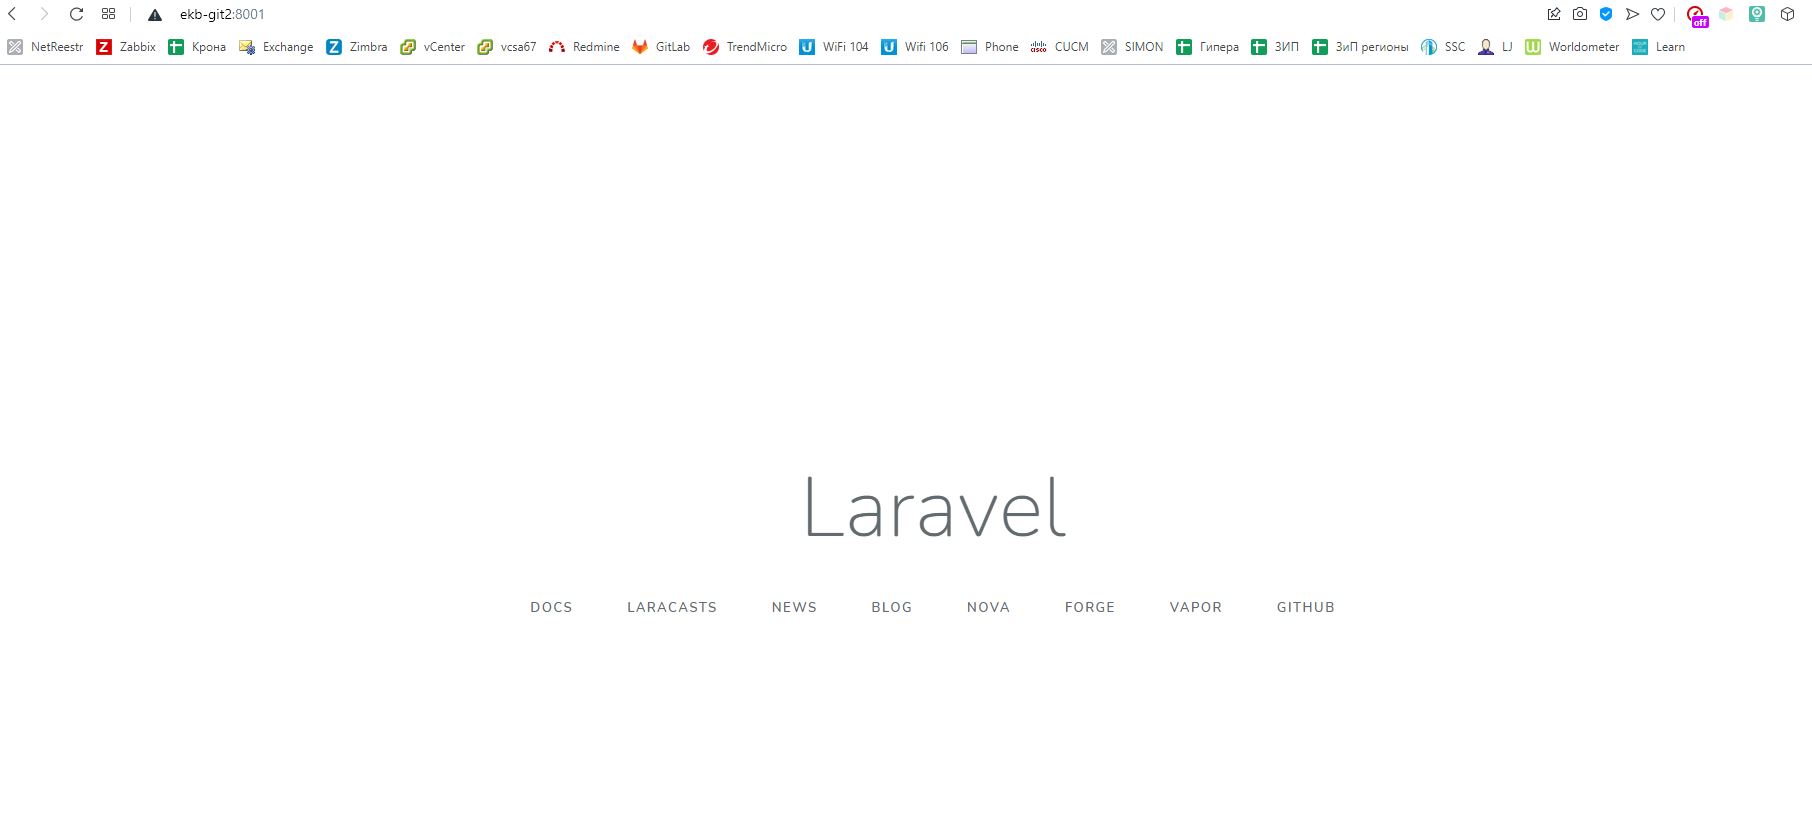 ekb-git2:8001
off
NetReestr Zabbix Крона Exchange Zimbra vCenter vcsa67 Redmine GitLab TrendMicro WiFi 104 Wifi 106 Phone CUCM SIMON Гипера ЗИП ЗиП регионы SSC LJ Worldometer Learn
Laravel
DOCS LARACASTS NEWS BLOG NOVA FORGE VAPOR GITHUB